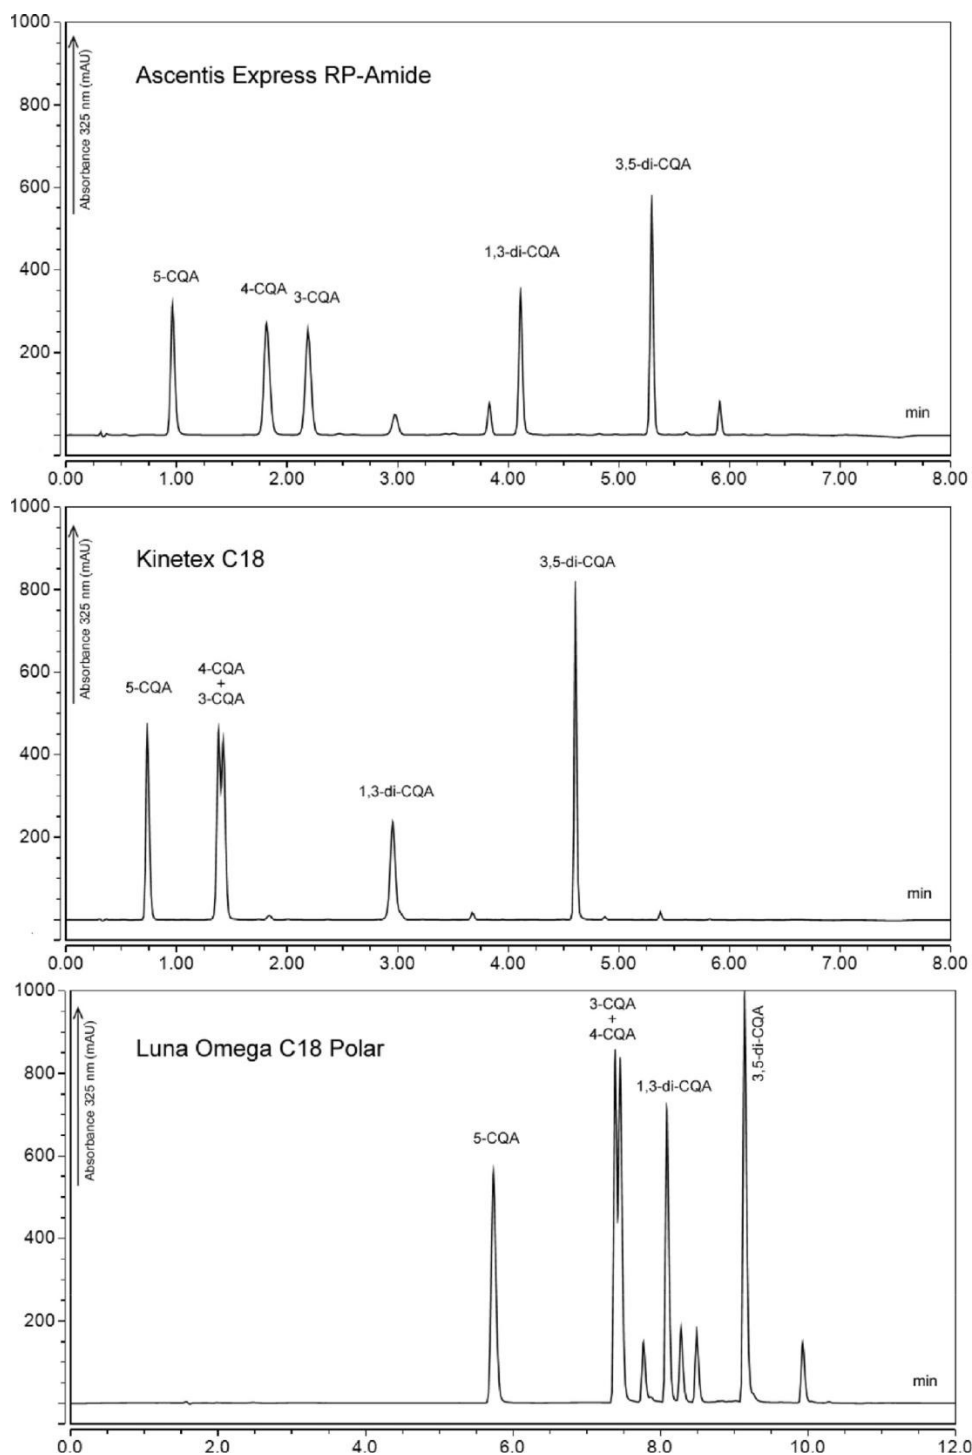 1000
800
600
400
200
Absorbance 325 nm (mAU)
Ascentis Express RP-Amide
5-CQA
4-CQA
3-CQA
1,3-di-CQA
3,5-di-CQA
min
0.00 1.00 2.00 3.00 4.00 5.00 6.00 7.00 8.00
1000
800
600
400
200
Absorbance 325 nm (mAU)
Kinetex C18
5-CQA
4-CQA
+
3-CQA
1,3-di-CQA
3,5-di-CQA
min
0.00 1.00 2.00 3.00 4.00 5.00 6.00 7.00 8.00
1000
800
600
400
200
Absorbance 325 nm (mAU)
Luna Omega C18 Polar
5-CQA
3-CQA
+
4-CQA
1,3-di-CQA
3,5-di-CQA
min
0.0 2.0 4.0 6.0 8.0 10.0 12.0